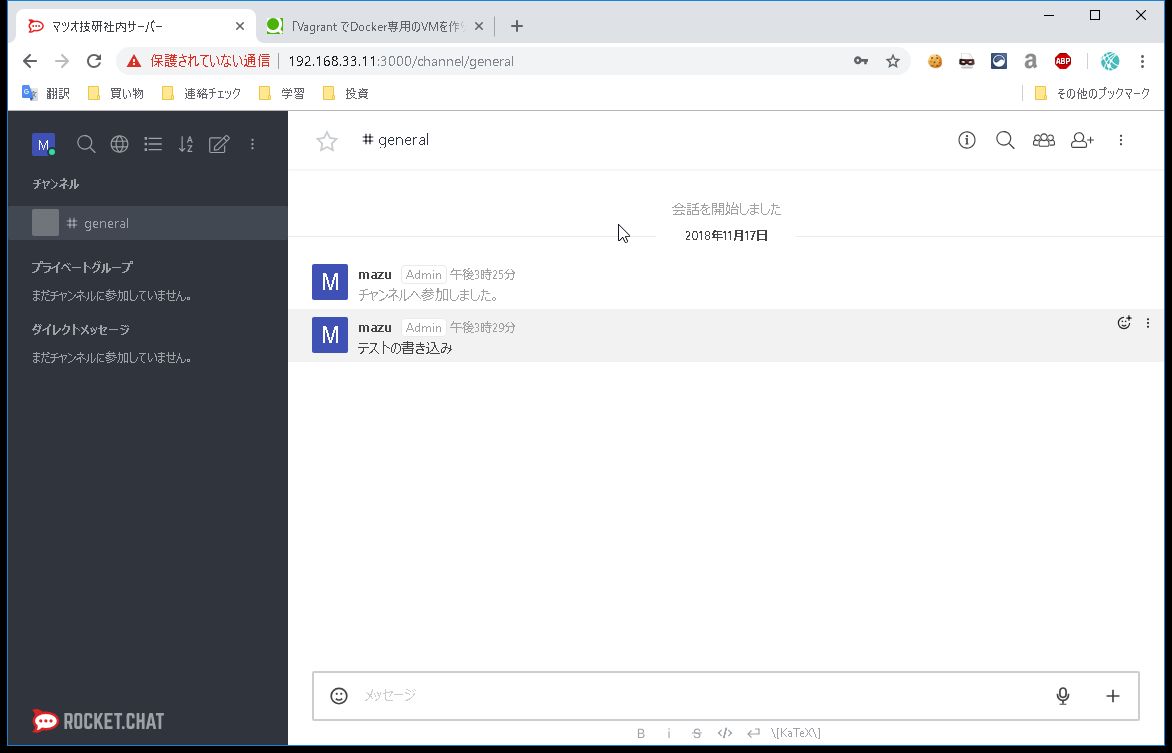 マツオ技研社内サーバー
「Vagrant でDocker専用のVMを作
保護されていない通信 192.168.33.11:3000/channel/general
ABP
翻訳 買い物 連絡チェック 学習 投資 その他のブックマーク
M
# general
チャンネル
# general
プライベートグループ
まだチャンネルに参加していません。
ダイレクトメッセージ
まだチャンネルに参加していません。
ROCKET.CHAT
会話を開始しました
2018年11月17日
M
mazu Admin 午後3時25分
チャンネルへ参加しました。
M
mazu Admin 午後3時29分
テストの書き込み
メッセージ
B i S </> \[KaTeX\]